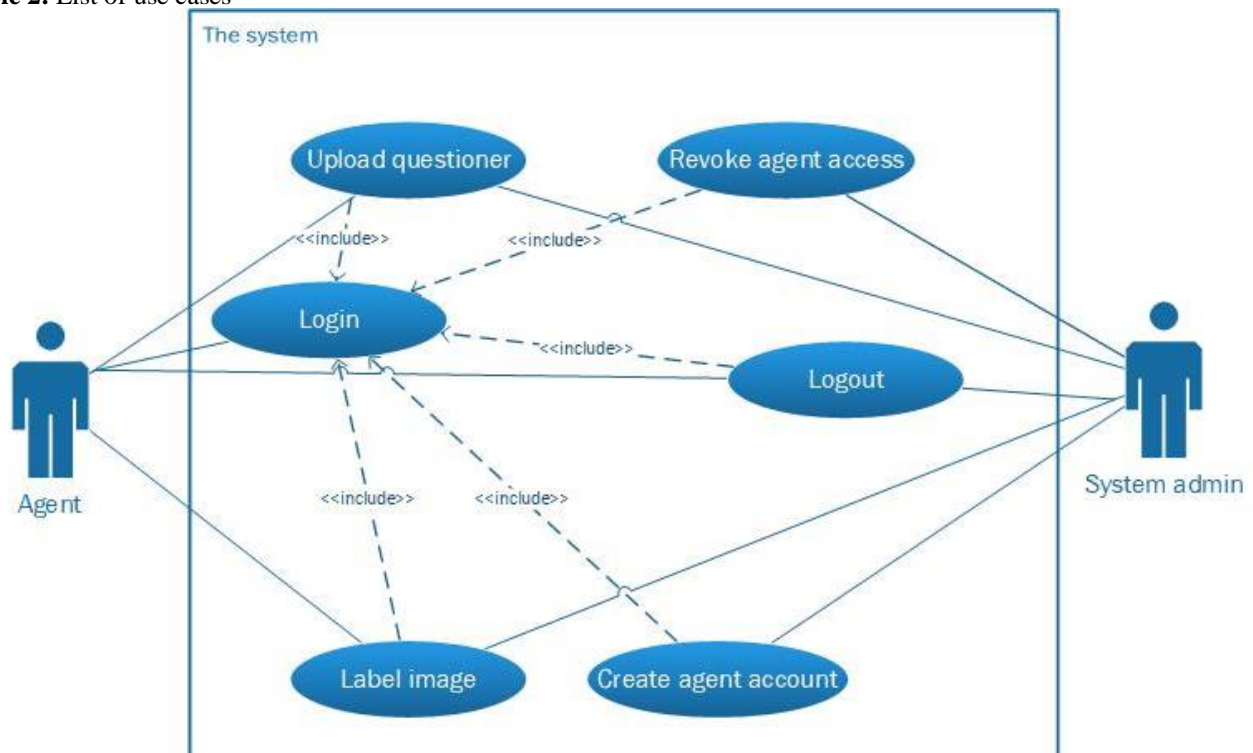 2: List of use cases
The system
Upload questioner
Revoke agent access
<<include>>
<<include>>
Login
<<include>>
Logout
Agent
<<include>>
<<include>>
System admin
Label image
Create agent account